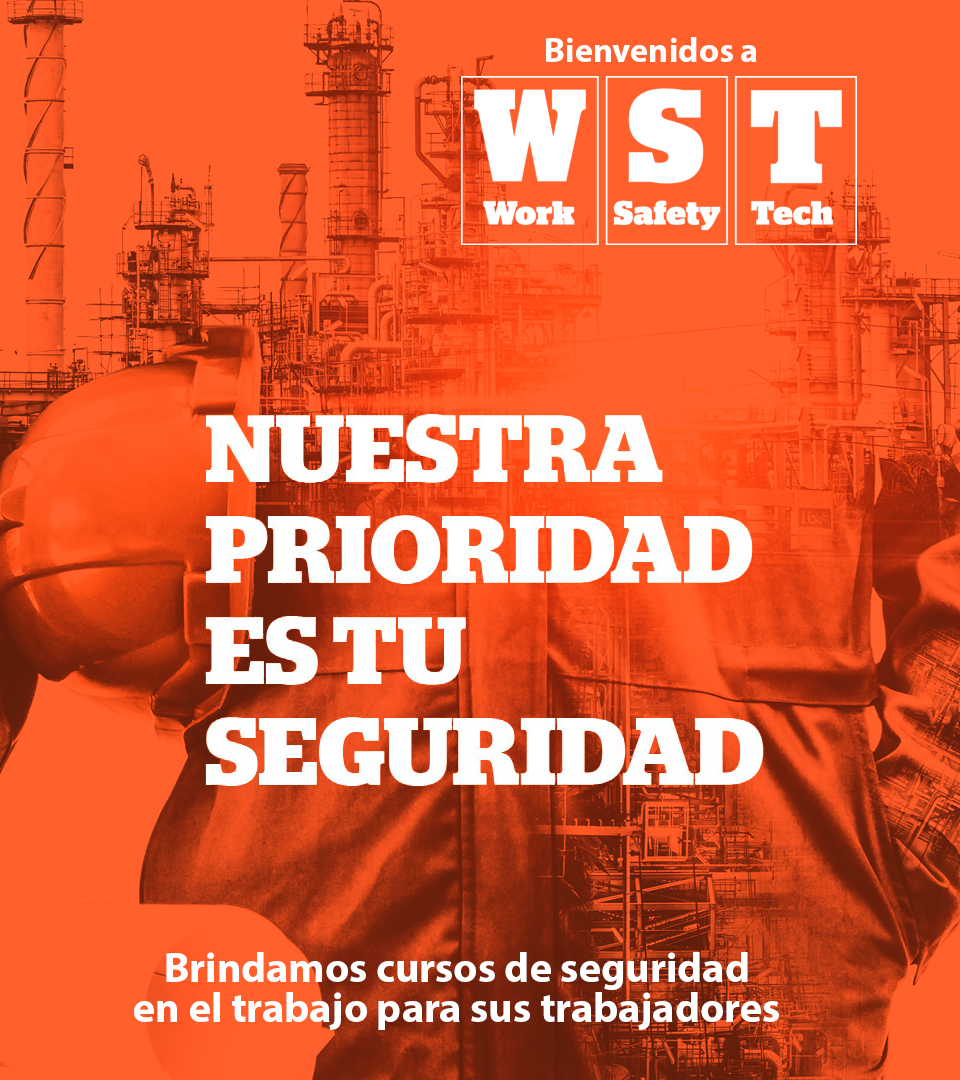 Bienvenidos a
W S T
Work Safety Tech
NUESTRA
PRIORIDAD
ES TU
SEGURIDAD
Brindamos cursos de seguridad
en el trabajo para sus trabajadores